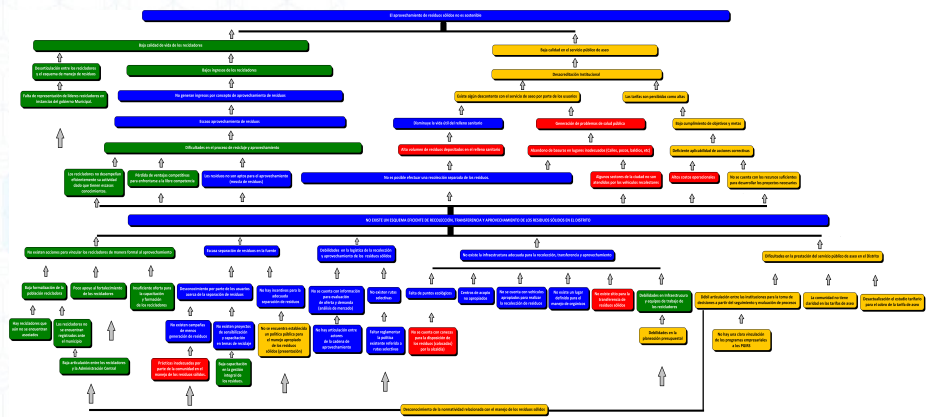 El aprovechamiento de residuos sólidos no es sostenible
Baja calidad de vida de los recicladores
Baja calidad en el servicio público de aseo
Desarticulación entre los recicladores
y el esquema de manejo de residuos.
Bajos ingresos de los recicladores
Desacreditación Institucional
Falta de representación de líderes recicladores en
instancias del gobierno Municipal.
No generan ingresos por concepto de aprovechamiento de residuos
Existe algún descontento con el servicio de aseo por parte de los usuarios
Las tarifas son percibidas como altas
Escaso aprovechamiento de residuos
Disminuye la vida útil del relleno sanitario
Generación de problemas de salud pública
Bajo cumplimiento de objetivos y metas
Dificultades en el proceso de reciclaje y aprovechamiento
Alto volumen de residuos depositados en el relleno sanitario
Abandono de basuras en lugares inadecuados (Calles, pozos, baldíos, etc)
Deficiente aplicabilidad de acciones correctivas
Los recicladores no desempeñan
eficientemente su actividad
dado que tienen escasos
conocimientos.
Pérdida de ventajas competitivas
para enfrentarse a la libre competencia
Los residuos no son aptos para el aprovechamiento
(mezcla de residuos)
No es posible efectuar una recolección separada de los residuos.
Algunos sectores de la ciudad no son
atendidos por los vehículos recolectores
Altos costos operacionales
No se cuenta con los recursos suficientes
para desarrollar los proyectos necesarios
NO EXISTE UN ESQUEMA EFICIENTE DE RECOLECCIÓN, TRANSFERENCIA Y APROVECHAMIENTO DE LOS RESIDUOS SÓLIDOS EN EL DISTRITO
No existen acciones para vincular los recicladores de manera formal al aprovechamiento
Escasa separación de residuos en la fuente
Debilidades en la logística de la recolección
y aprovechamiento de los residuos sólidos
No existe la infraestructura adecuada para la recolección, transferencia y aprovechamiento
Dificultades en la prestación del servicio público de aseo en el Distrito
Baja formalización de la
población recicladora
Poco apoyo al fortalecimiento
de los recicladores
Insuficiente oferta para
la capacitación
y formación
de los recicladores
Desconocimiento por parte de los usuarios
acerca de la separación de residuos
No hay incentivos para la
adecuada
separación de residuos
No se cuenta con información
para evaluación
de oferta y demanda
(análisis de mercado)
No existen rutas
selectivas
Falta de puntos ecológicos
Centros de acopio
no apropiados
No se cuenta con vehículos
apropiados para realizar
la recolección de residuos
No existe un lugar
definido para el
manejo de orgánicos
No existe sitio para la
transferencia de residuos
sólidos
Debilidades en infraestructura
y equipos de trabajo de
los recicladores
Débil articulación entre las instituciones para la toma de
decisiones a partir del seguimiento y evaluación de procesos
La comunidad no tiene
claridad en las tarifas de aseo
Desactualización el estudio tarifario
para el cobro de la tarifa de aseo
Hay recicladores que
aún no se encuentran
asociados
Los recicladores no
se encuentran
registrados ante
el municipio
No existen campañas
de menos
generación de residuos
No existen proyectos
de sensibilización
y capacitación
en temas de reciclaje
No se encuentra establecida
un política pública para
el manejo apropiado
de los residuos
sólidos (presentación)
No hay articulación entre
actores
de la cadena de
aprovechamiento
Faltar reglamentar
la política
existente referida a
rutas selectivas
No se cuenta con canecas
para la disposición de
los residuos (colocadas)
por la alcaldía)
Debilidades en la
planeación presupuestal
No hay una clara vinculación
de los programas empresariales
a los PGIRS
Baja articulación entre los recicladores
y la Administración Central
Prácticas inadecuadas por
parte de la comunidad en el
manejo de los residuos sólidos.
Baja capacitación
en la gestión
integral de
los residuos.
Desconocimiento de la normatividad relacionada con el manejo de los residuos sólidos